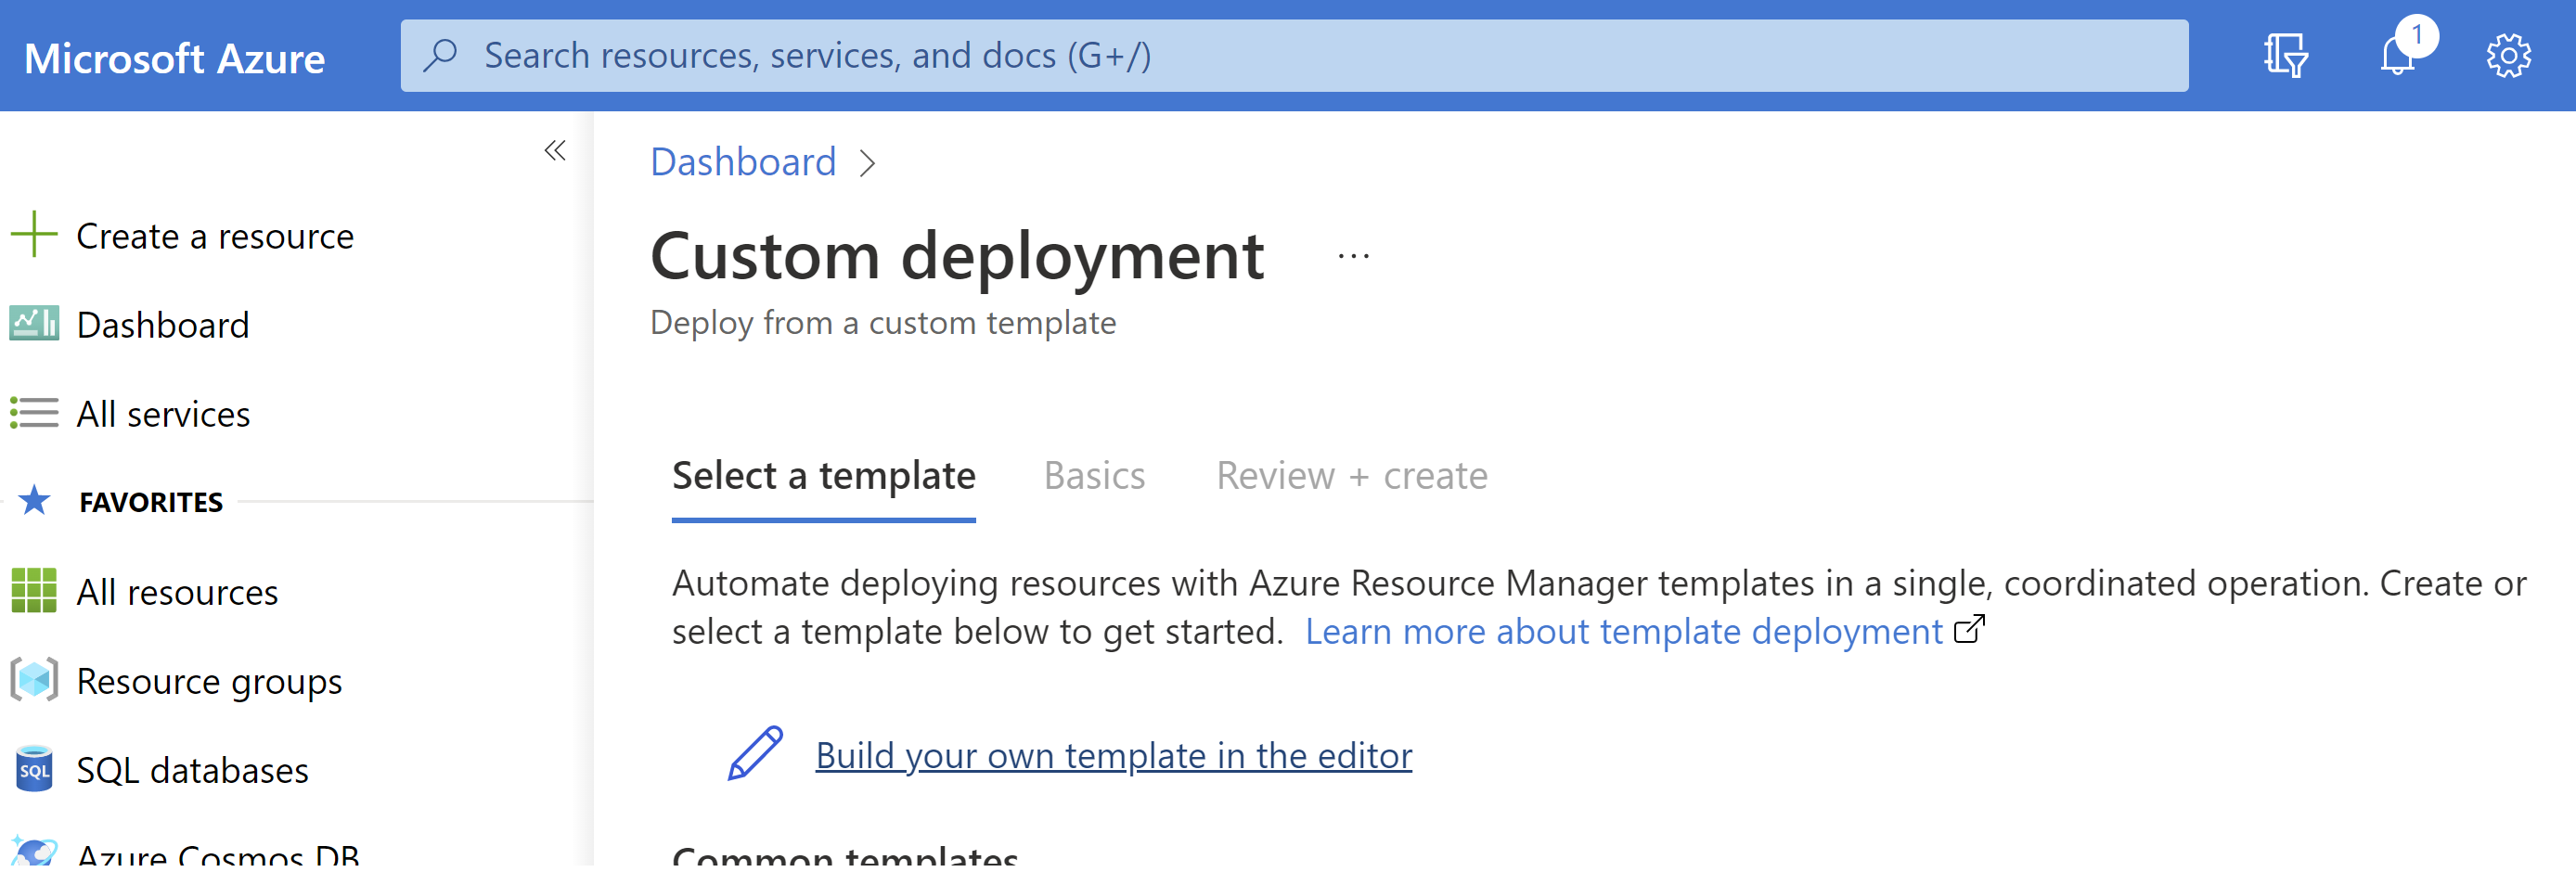 Microsoft Azure
Search resources, services, and docs (G+/)
1
Create a resource
Dashboard
All services
FAVORITES
All resources
Resource groups
SQL
SQL databases
Azure Cosmos DB
Dashboard
Custom deployment
...
Deploy from a custom template
Select a template
Basics
Review + create
Automate deploying resources with Azure Resource Manager templates in a single, coordinated operation. Create or
select a template below to get started. Learn more about template deployment
Build your own template in the editor
Common templates